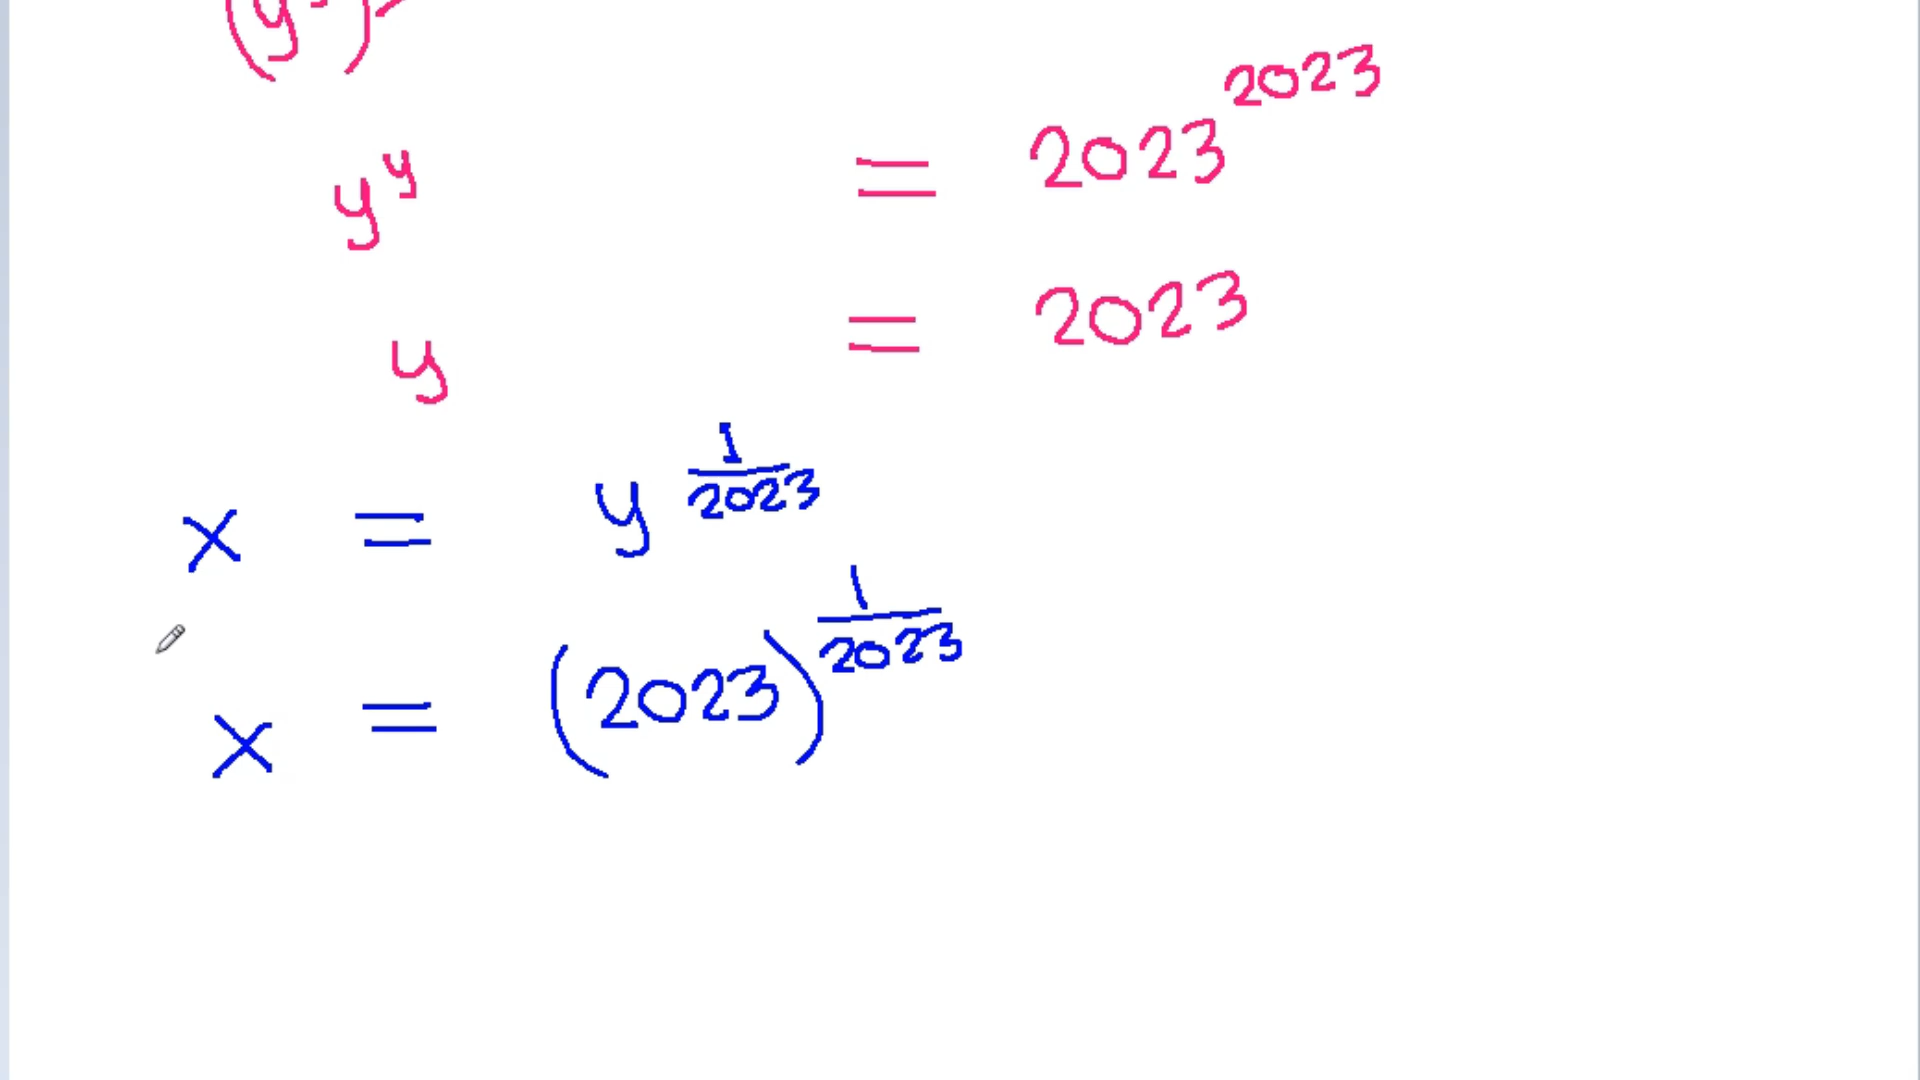 y^y = 2023^2023
y = 2023
x = y^(1/2023)
x = (2023)^(1/2023)